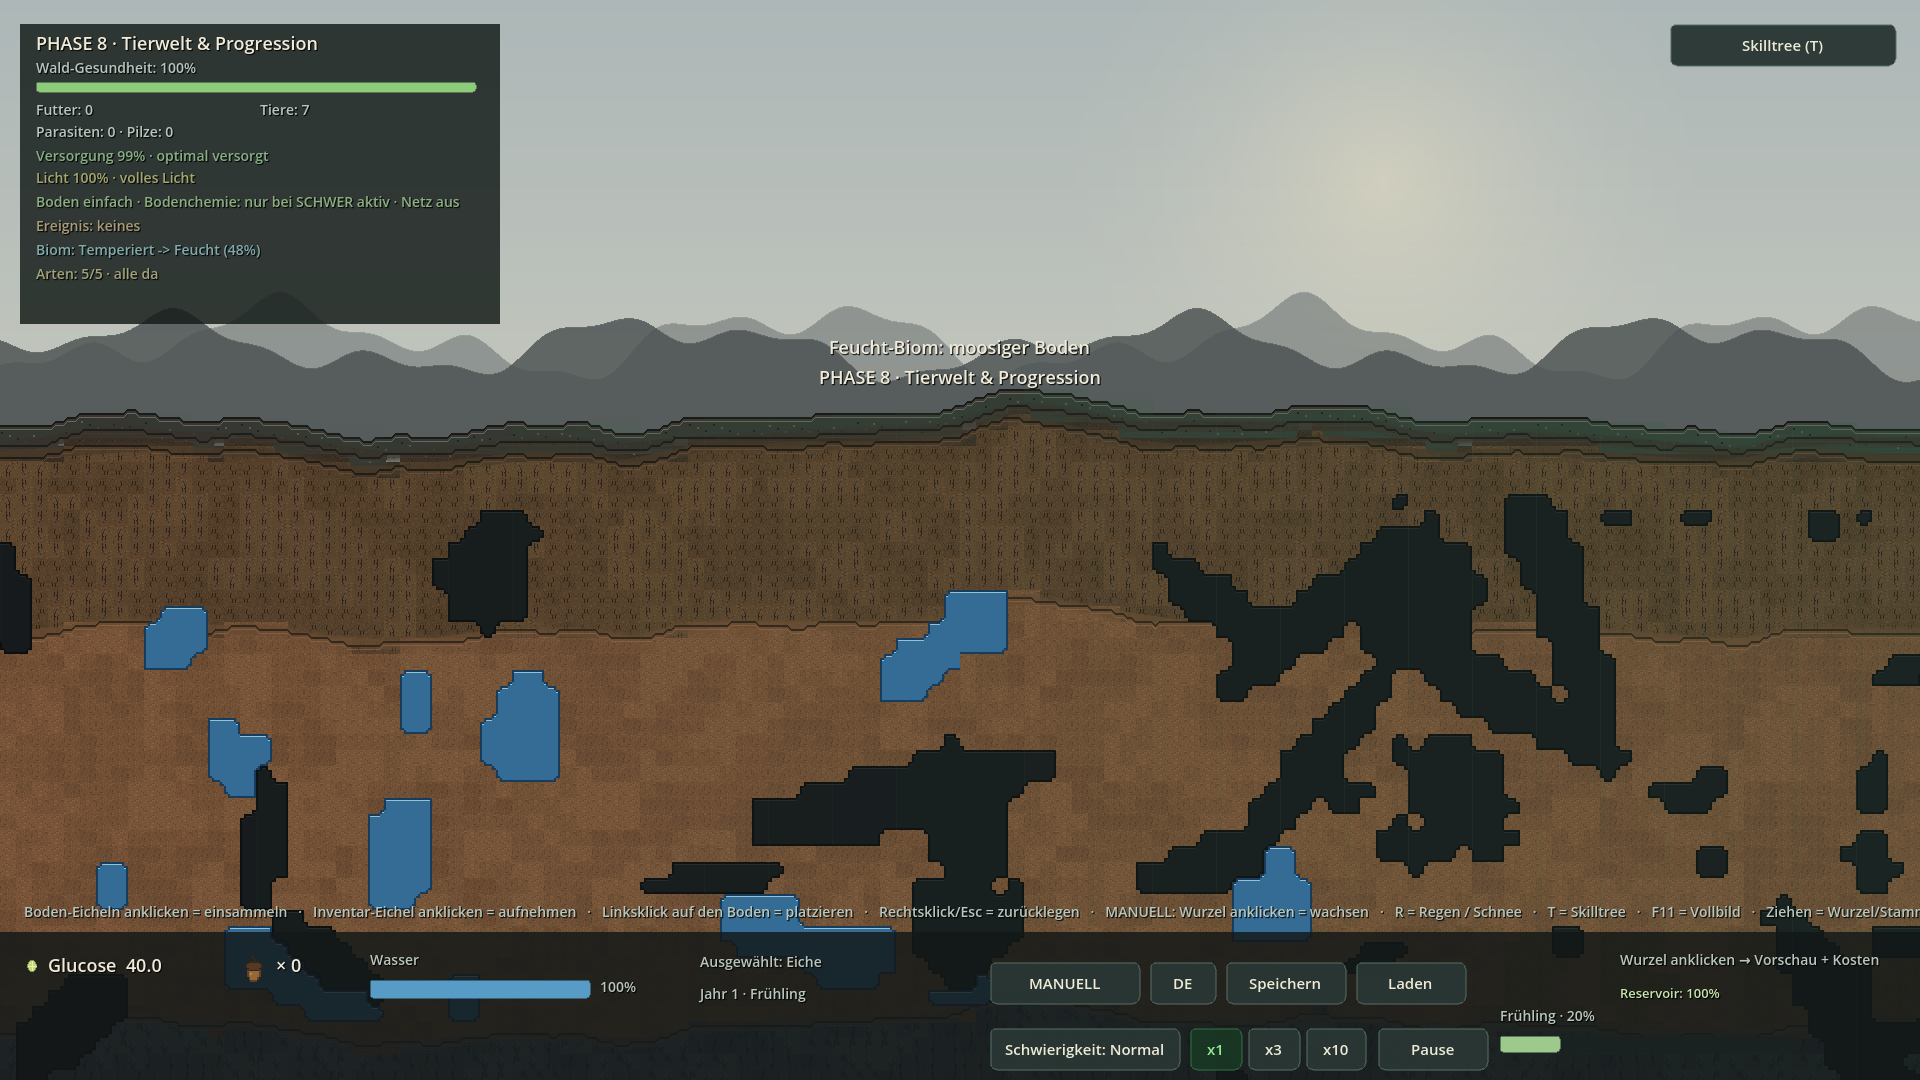 PHASE 8 · Tierwelt & Progression
Wald-Gesundheit: 100%
Futter: 0 Tiere: 7
Parasiten: 0 · Pilze: 0
Versorgung 99% · optimal versorgt
Licht 100% · volles Licht
Boden einfach · Bodenchemie: nur bei SCHWER aktiv · Netz aus
Ereignis: keines
Biom: Temperiert -> Feucht (48%)
Arten: 5/5 · alle da
Skilltree (T)
Feucht-Biom: moosiger Boden
PHASE 8 · Tierwelt & Progression
Boden-Eicheln anklicken = einsammeln · Inventar-Eichel anklicken = aufnehmen · Linksklick auf den Boden = platzieren · Rechtsklick/Esc = zurücklegen · MANUELL: Wurzel anklicken = wachsen · R = Regen / Schnee · T = Skilltree · F11 = Vollbild · Ziehen = Wurzel/Stamm
Glucose 40.0
× 0
Wasser
100%
Ausgewählt: Eiche
Jahr 1 · Frühling
MANUELL
DE
Speichern
Laden
Wurzel anklicken → Vorschau + Kosten
Reservoir: 100%
Frühling · 20%
Schwierigkeit: Normal
x1
x3
x10
Pause